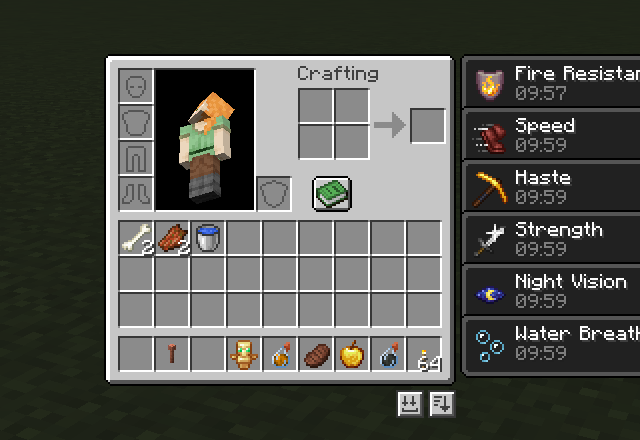 Crafting
Fire Resistan
09:57
Speed
09:59
Haste
09:59
Strength
09:59
Night Vision
09:59
Water Breath
09:59
2
2
64